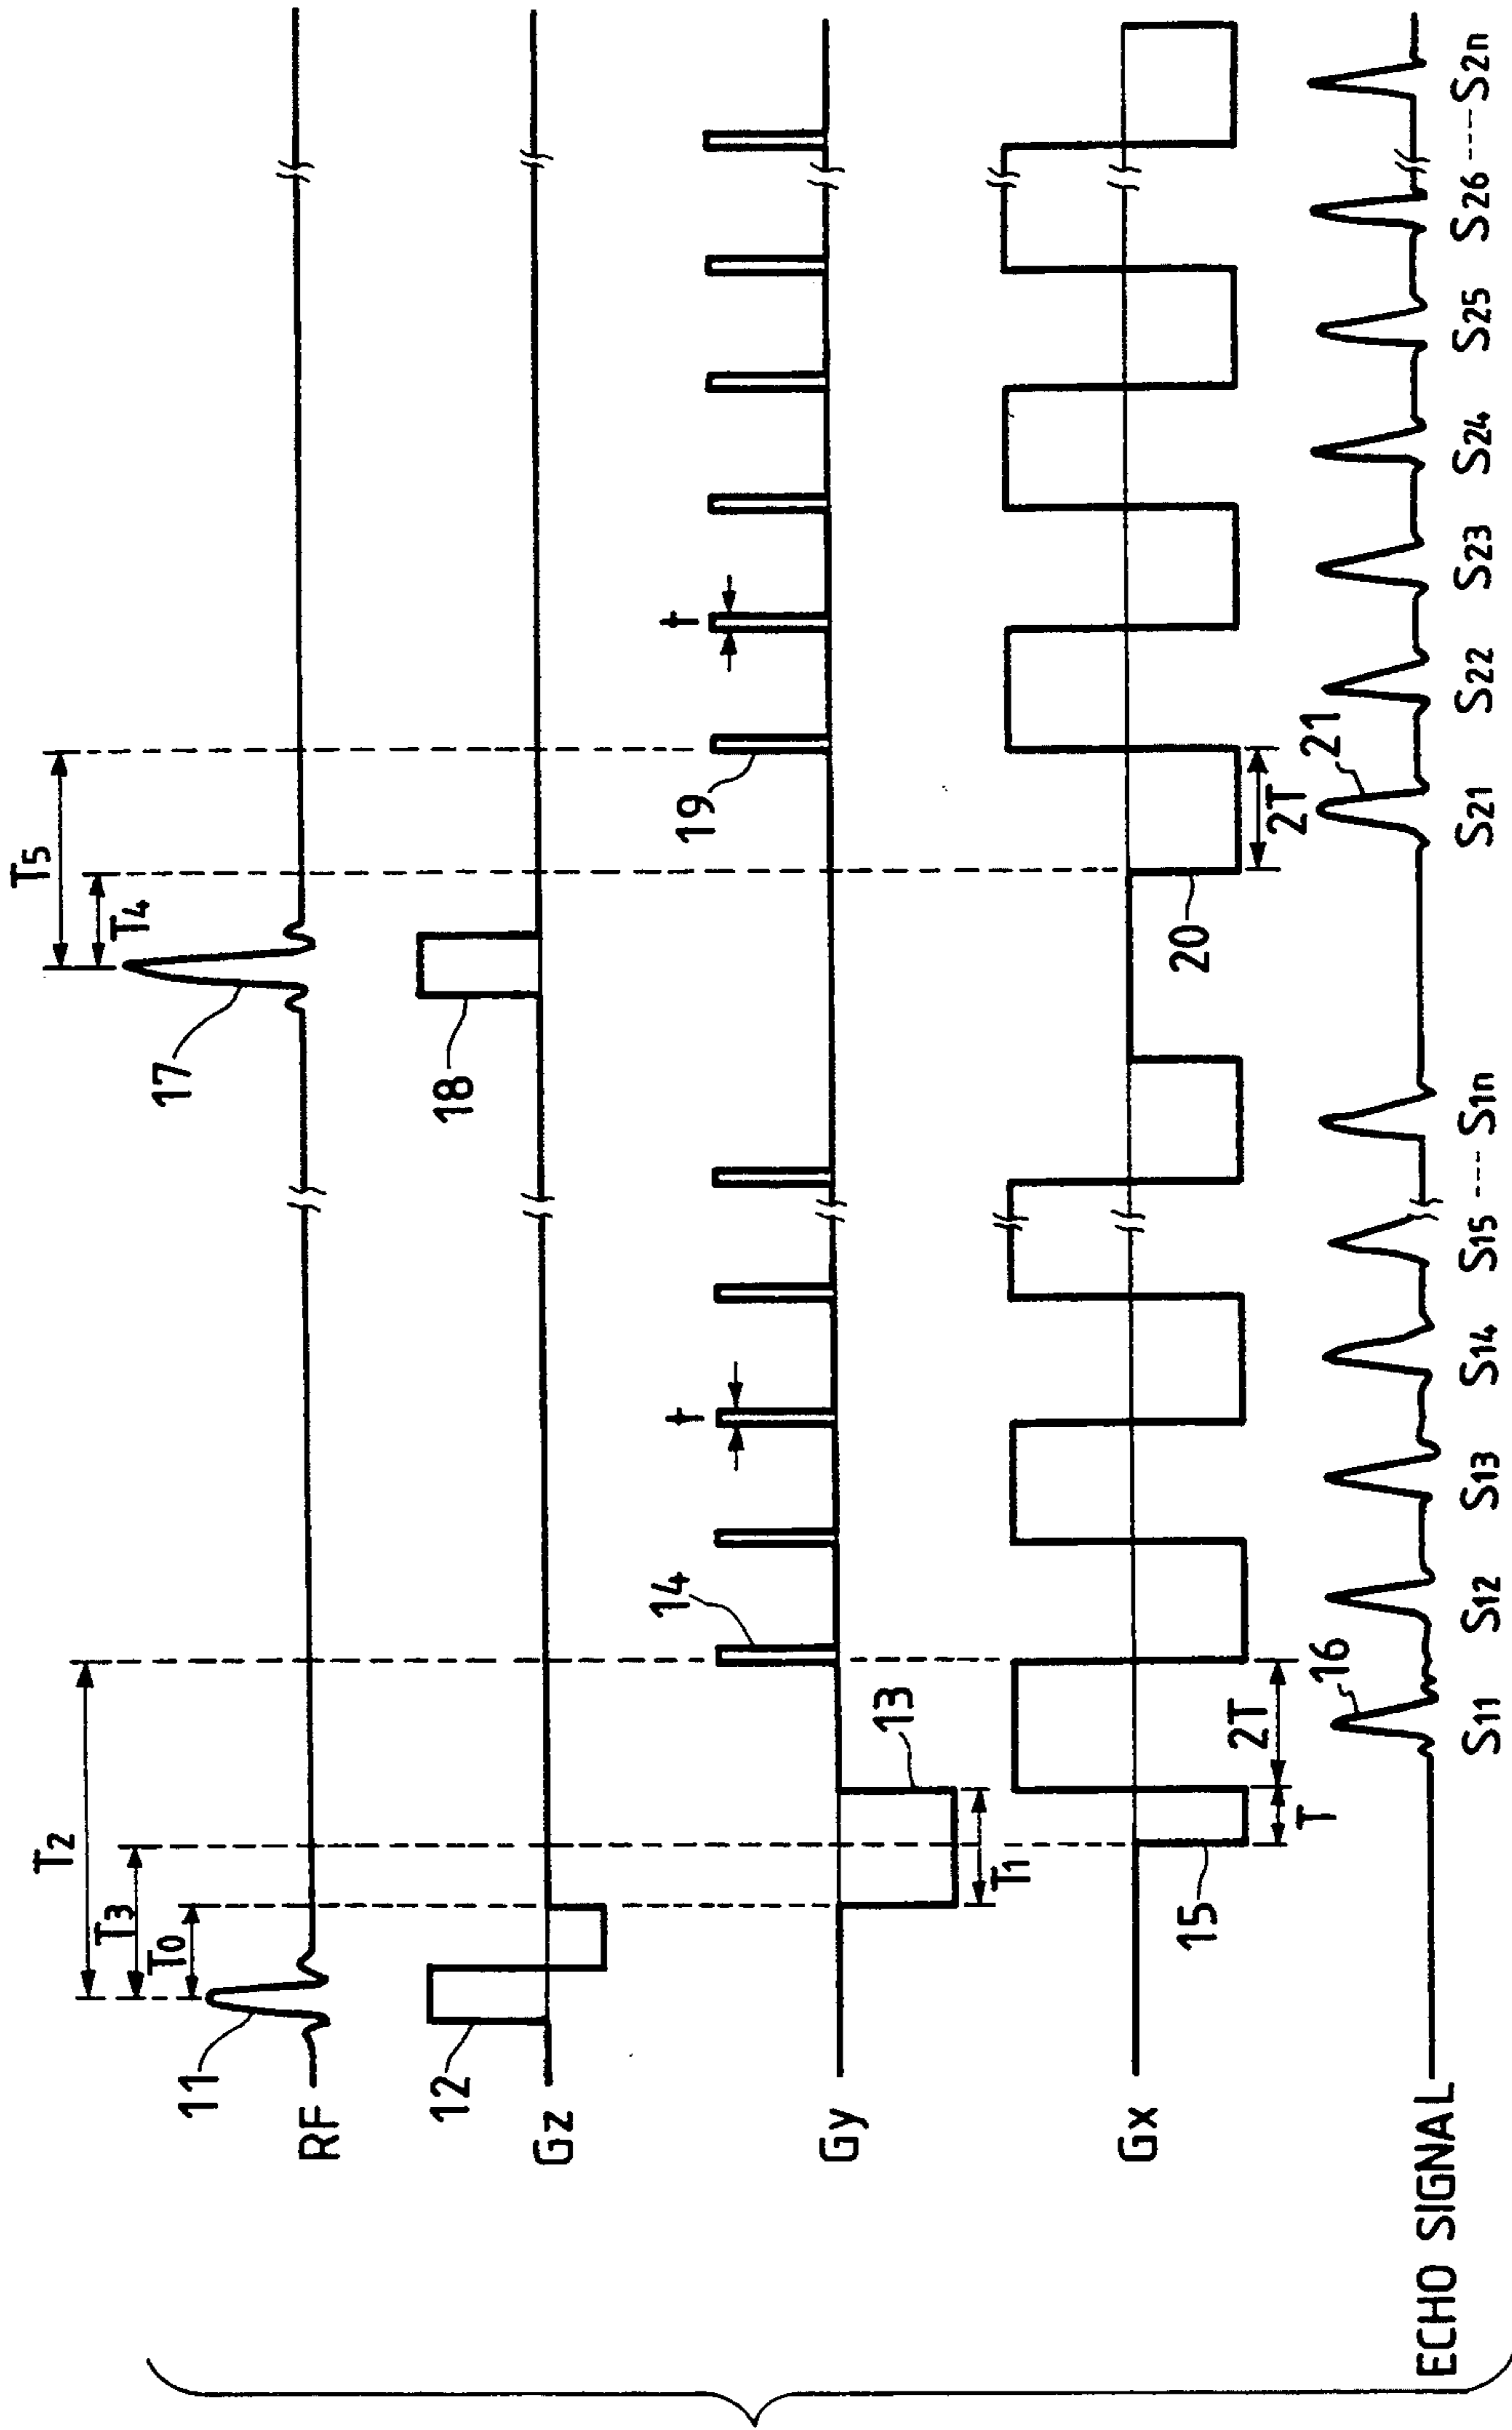 T2
T5
T3
T4
T0
11
17
RF
12
18
Gz
14
t
19
t
13
Gy
T1
15
T
2T
20
2T
Gx
16
21
ECHO SIGNAL
S11 S12 S13 S14 S15 ---- S1n S21 S22 S23 S24 S25 S26 ---- S2n